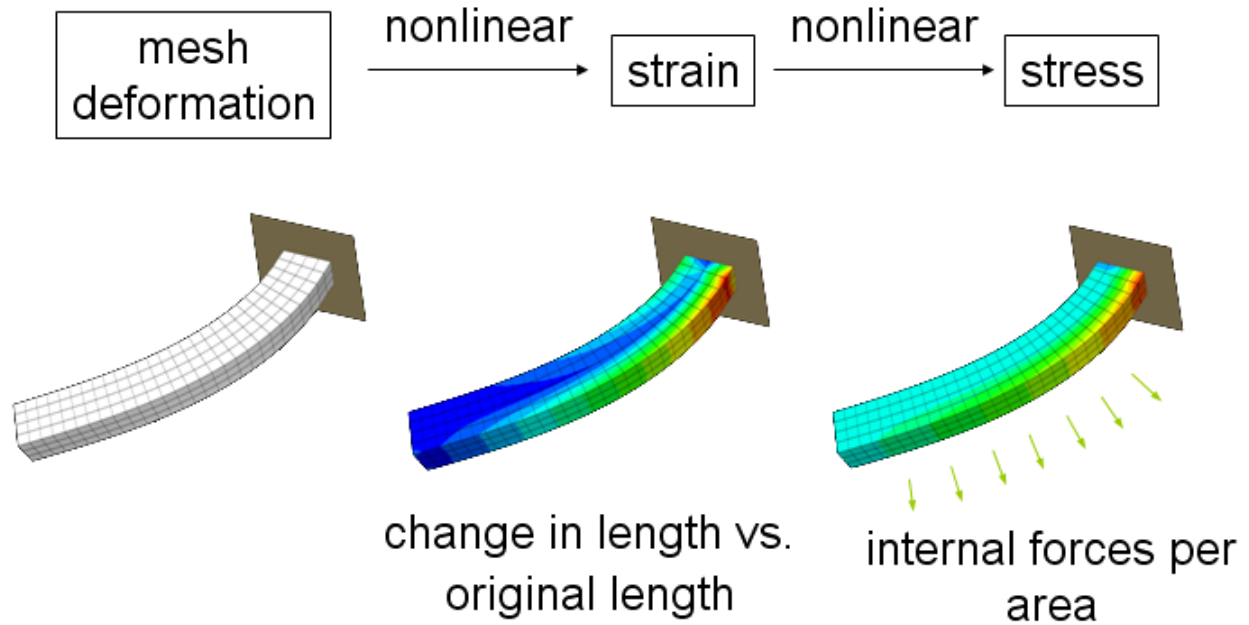 mesh
deformation
nonlinear
strain
nonlinear
stress
change in length vs.
original length
internal forces per
area